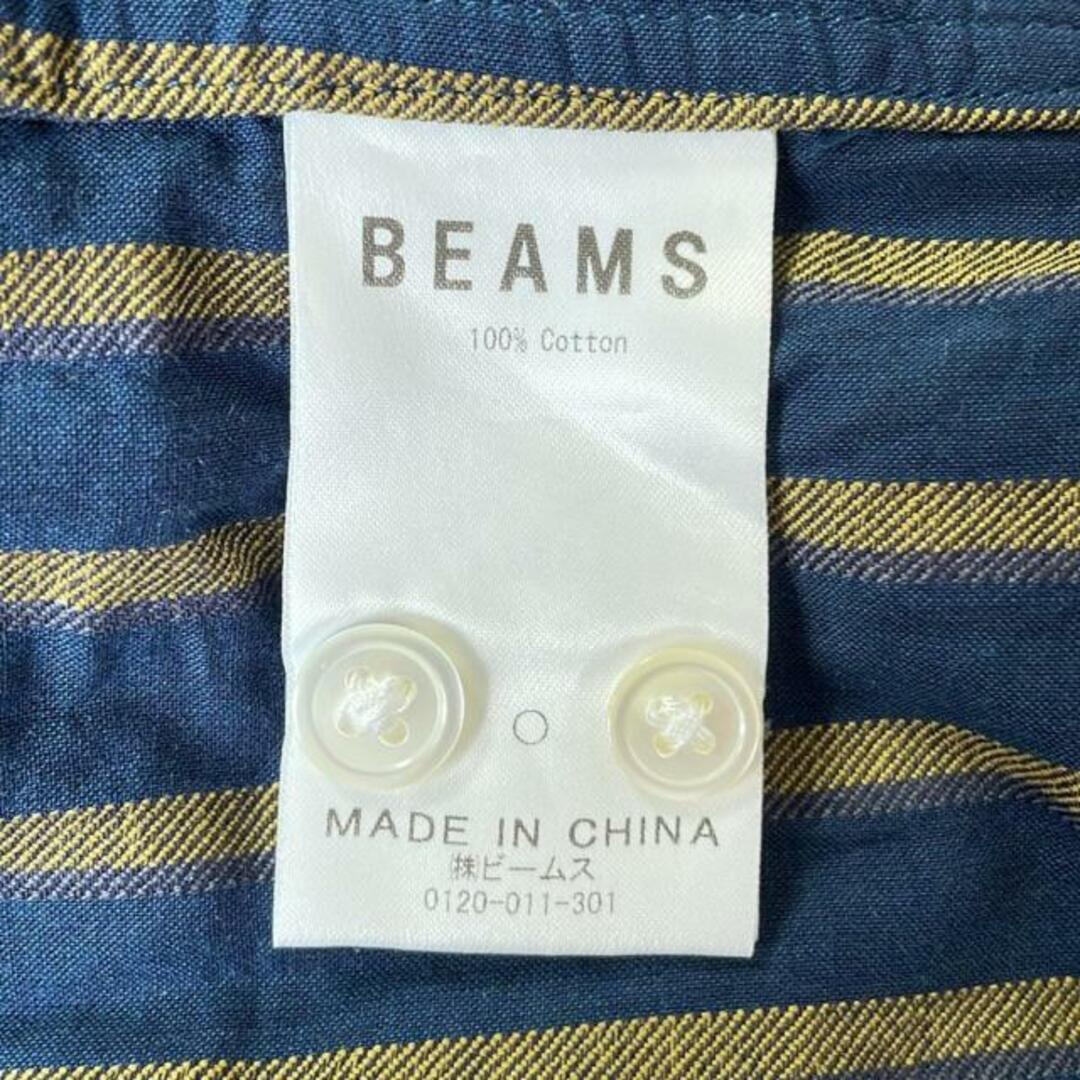 BEAMS
100% Cotton
MADE IN CHINA
㈱ビームス
0120-011-301